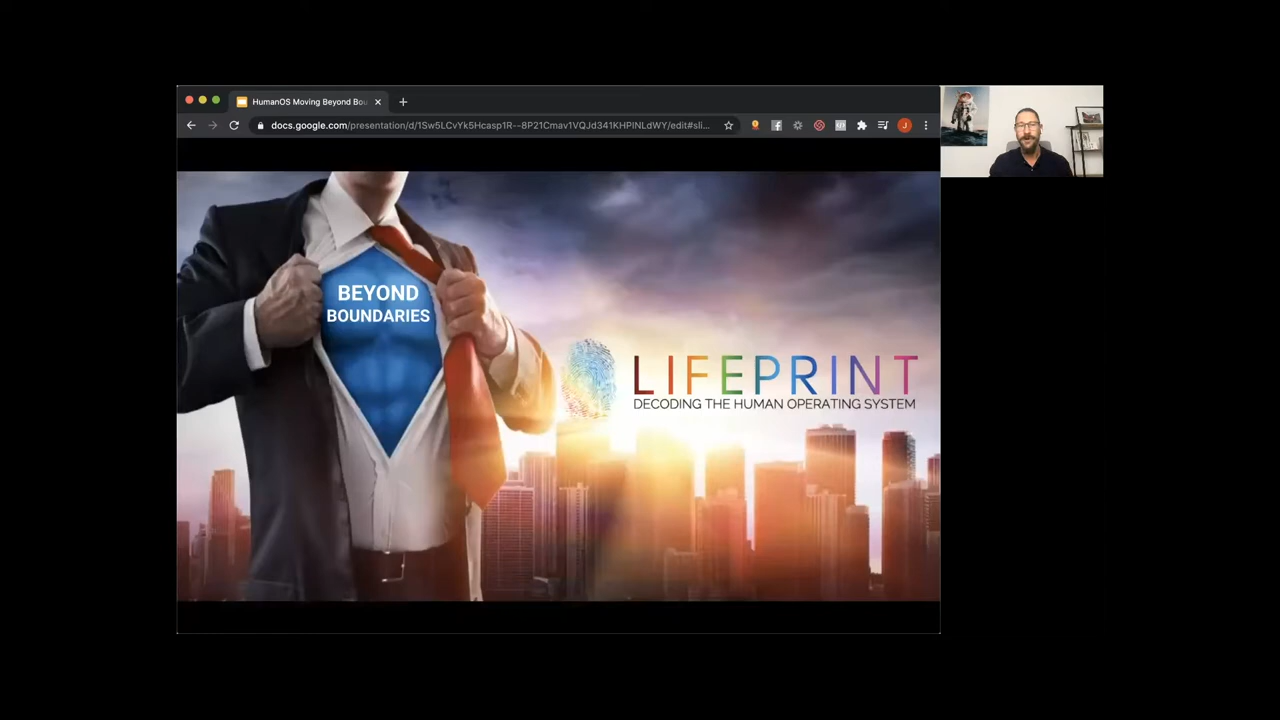 HumanOS Moving Beyond Bou
docs.google.com/presentation/d/1Sw5LCvYk5Hcasp1R--8P21Cmav1VQJd341KHPINLdWY/edit#sli...
J
BEYOND
BOUNDARIES
LIFEPRINT
DECODING THE HUMAN OPERATING SYSTEM